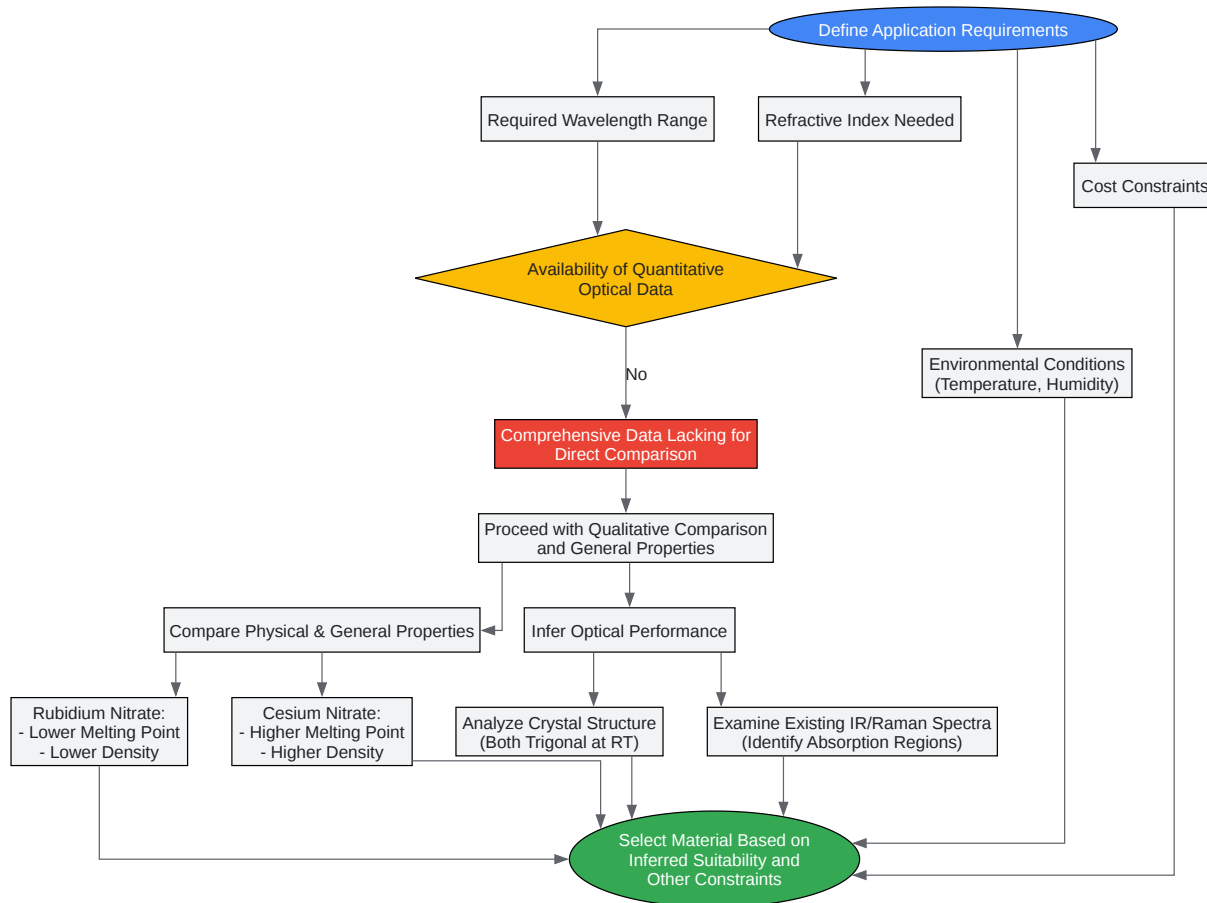 Define Application Requirements
Required Wavelength Range
Refractive Index Needed
Cost Constraints
Availability of Quantitative
Optical Data
Environmental Conditions
(Temperature, Humidity)
No
Comprehensive Data Lacking for
Direct Comparison
Proceed with Qualitative Comparison
and General Properties
Compare Physical & General Properties
Infer Optical Performance
Rubidium Nitrate:
- Lower Melting Point
- Lower Density
Cesium Nitrate:
- Higher Melting Point
- Higher Density
Analyze Crystal Structure
(Both Trigonal at RT)
Examine Existing IR/Raman Spectra
(Identify Absorption Regions)
Select Material Based on
Inferred Suitability and
Other Constraints